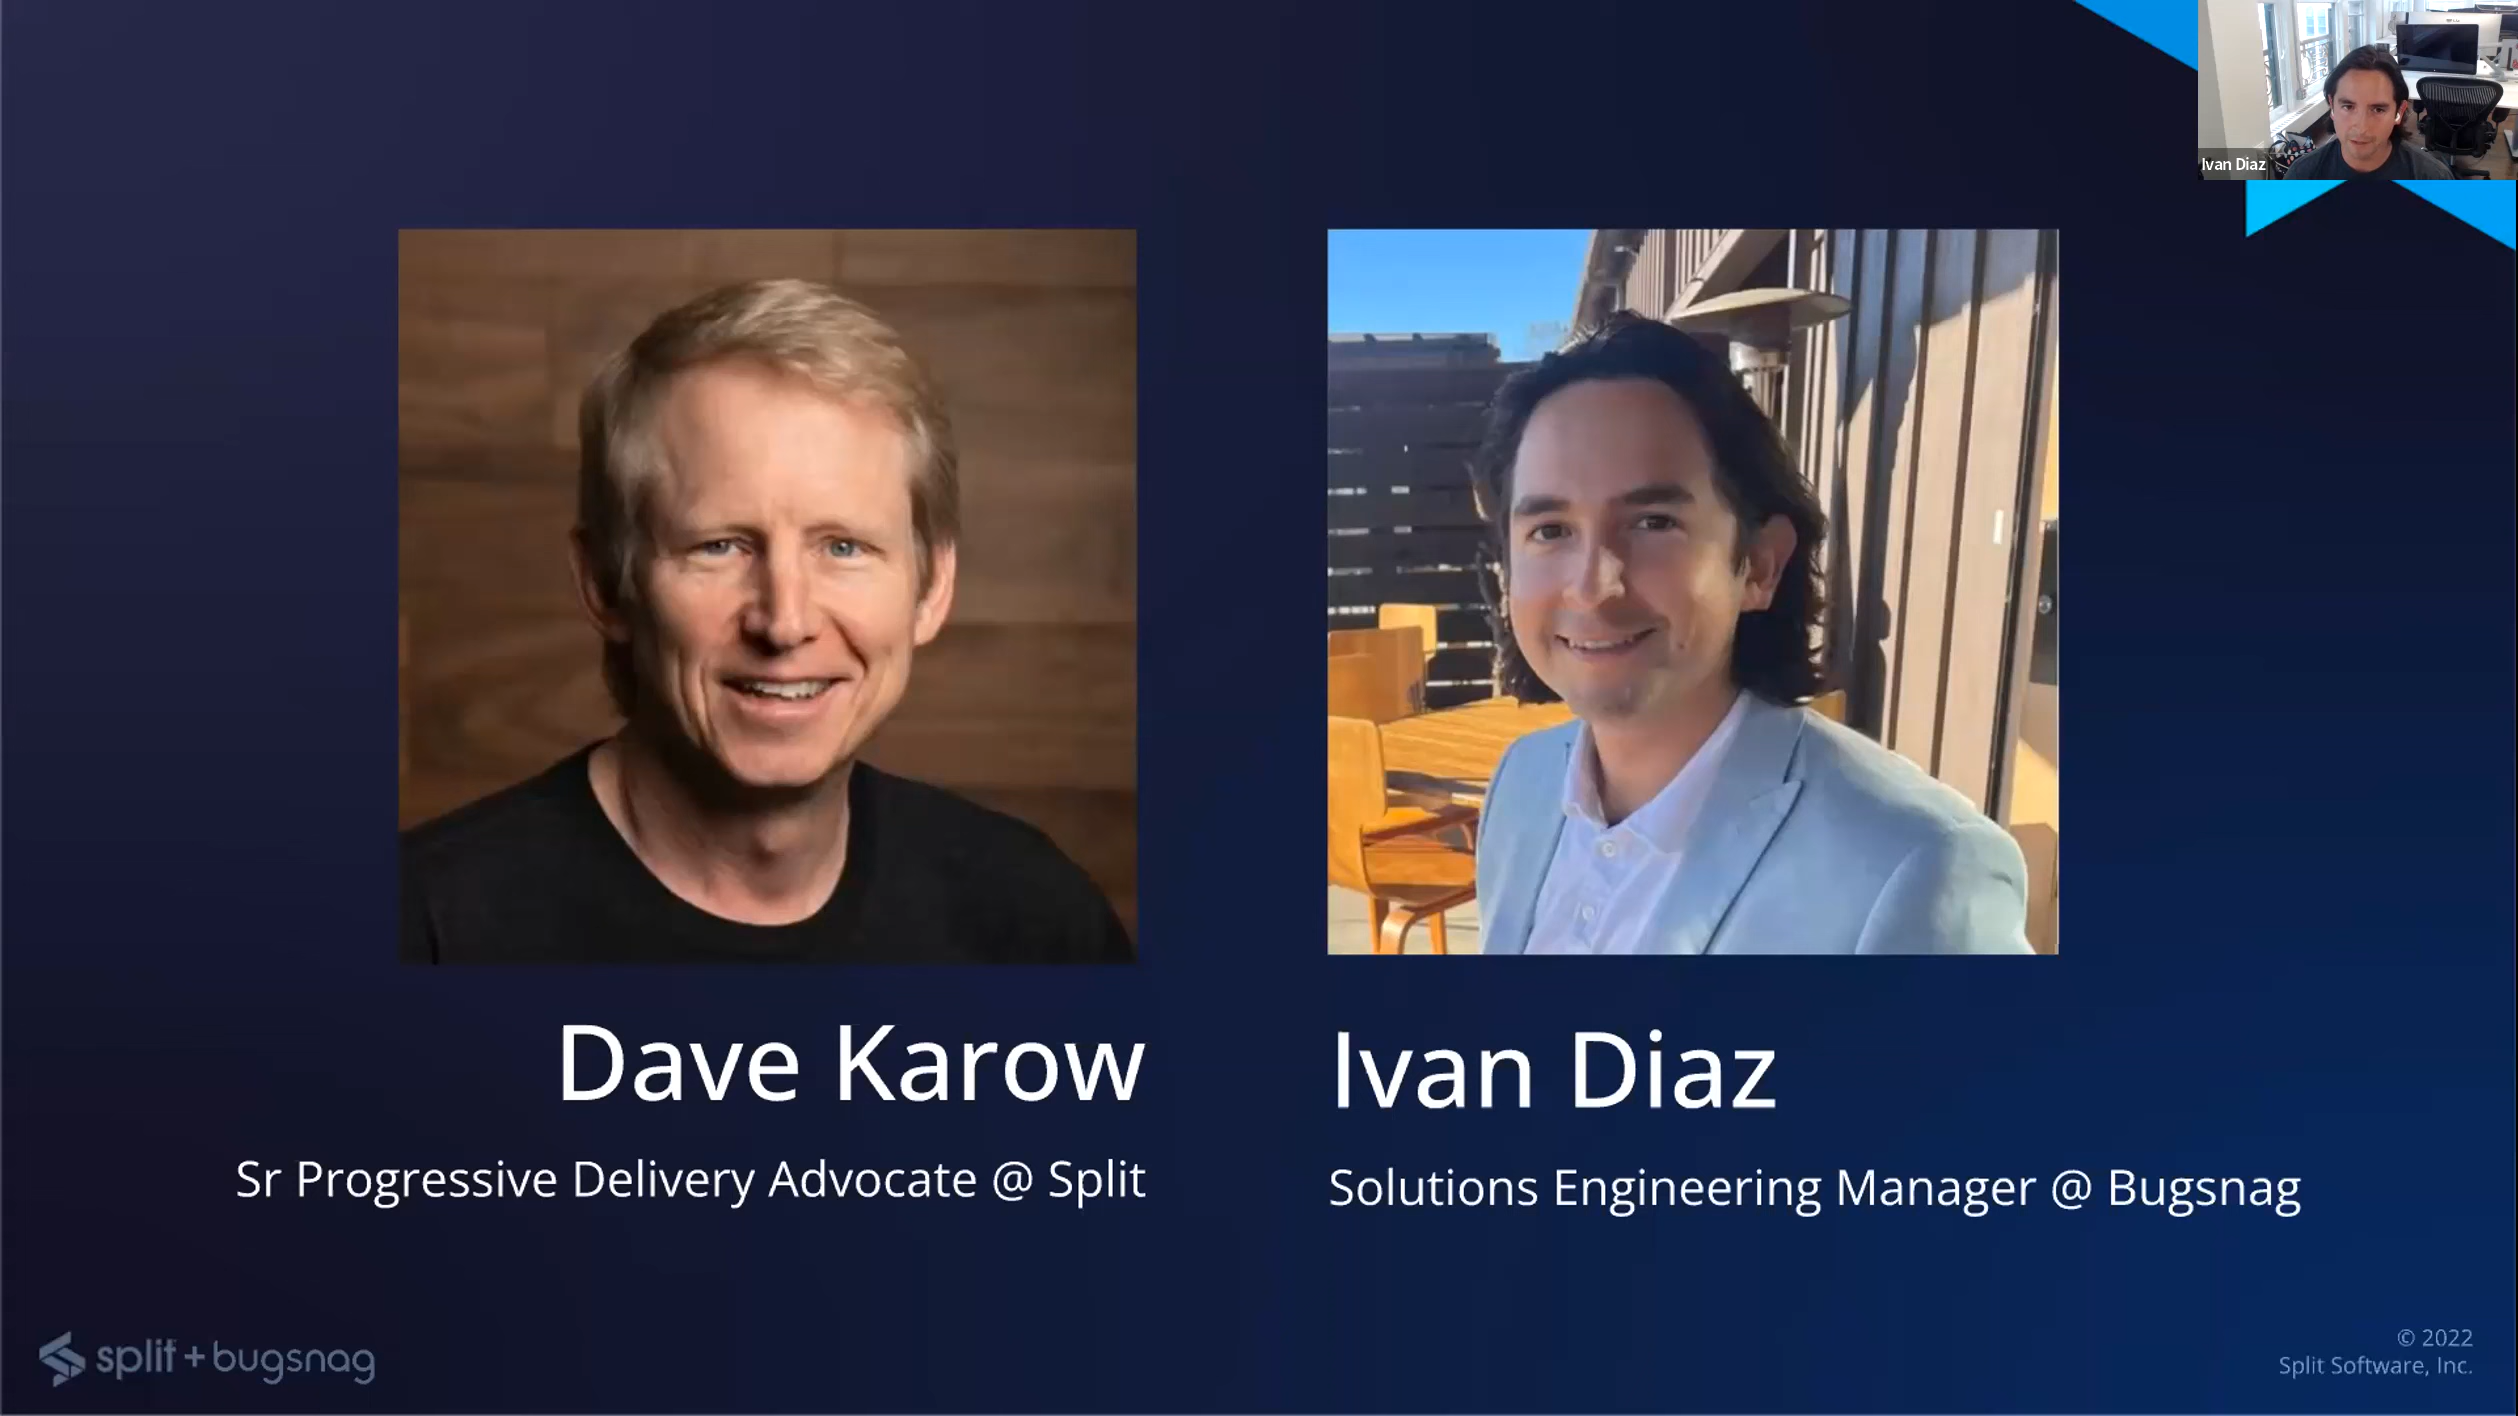 Ivan Diaz
Dave Karow
Sr Progressive Delivery Advocate @ Split
Ivan Diaz
Solutions Engineering Manager @ Bugsnag
split + bugsnag
© 2022
Split Software, Inc.